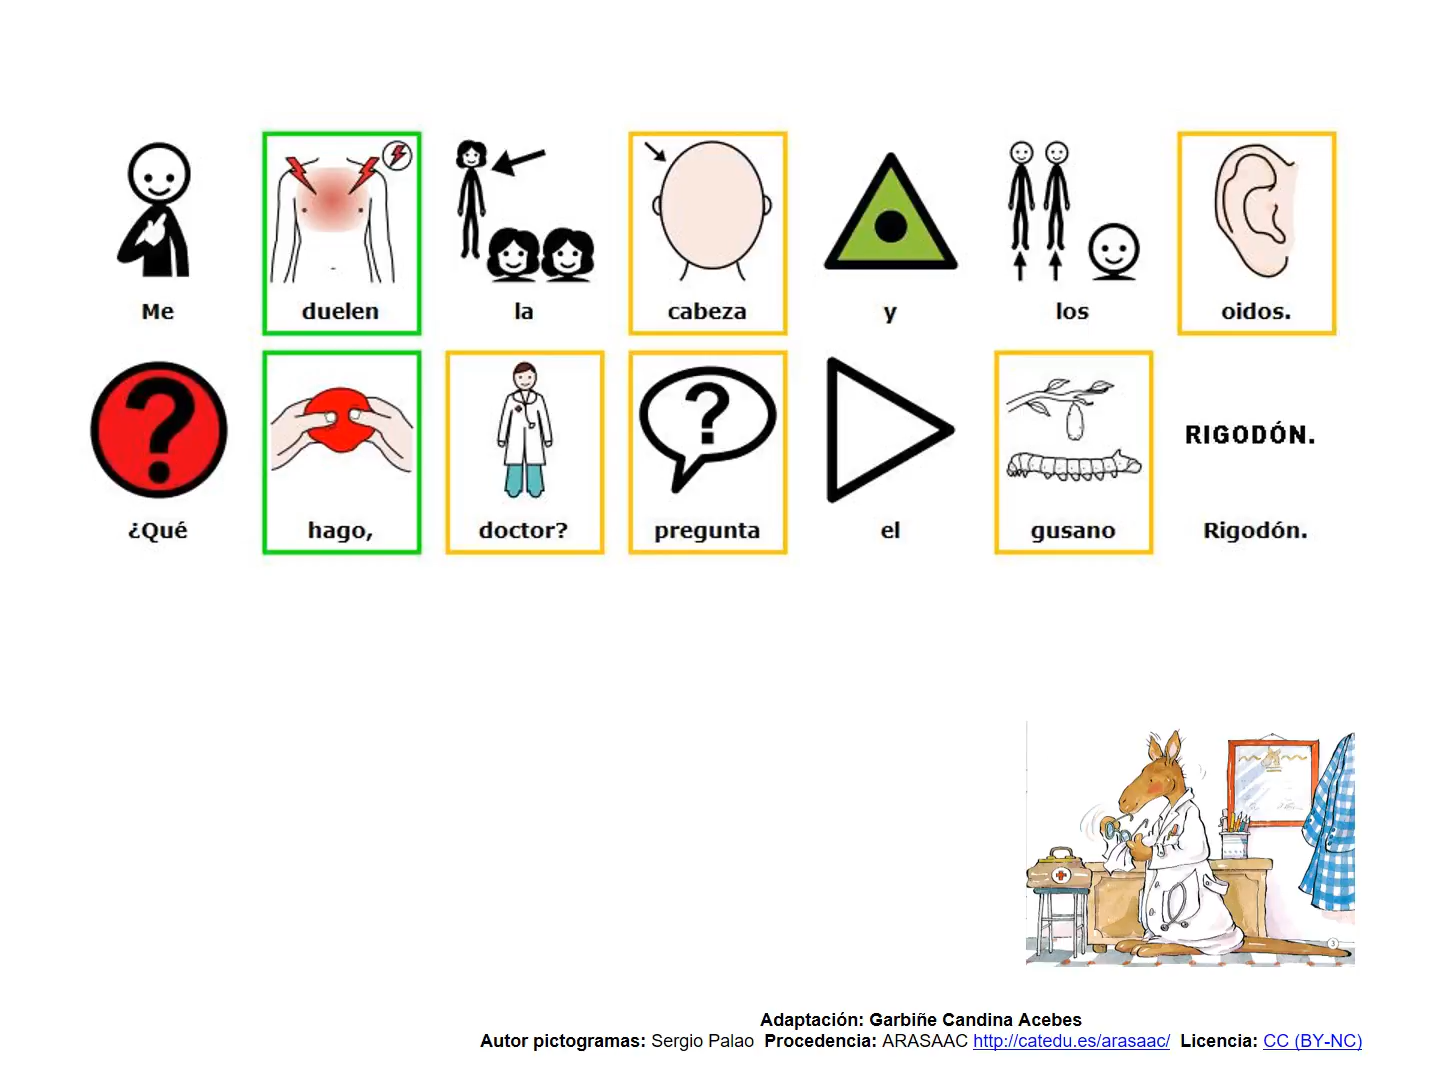 Me duelen la cabeza y los oidos.
RIGODÓN.
¿Qué hago, doctor? pregunta el gusano Rigodón.
3
Adaptación: Garbiñe Candina Acebes
Autor pictogramas: Sergio Palao Procedencia: ARASAAC http://catedu.es/arasaac/ Licencia: CC (BY-NC)